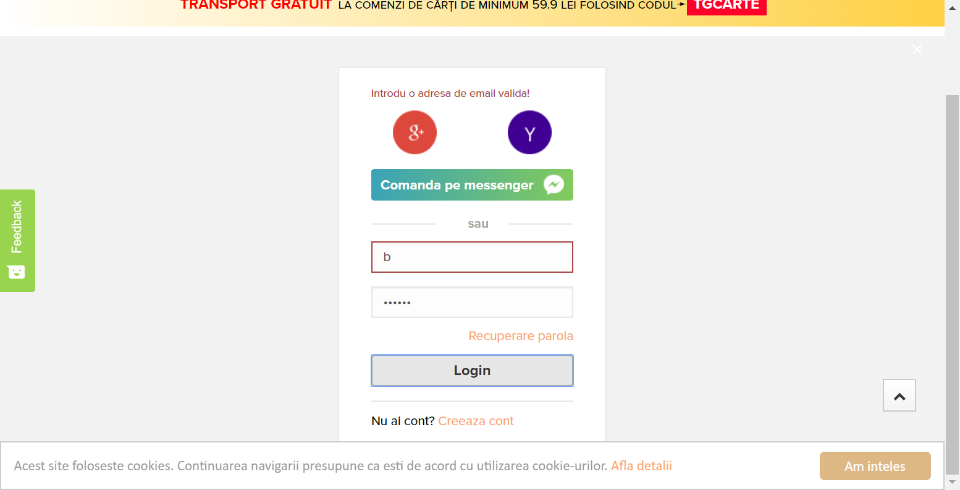 TRANSPORT GRATUIT LA COMENZI DE CĂRȚI DE MINIMUM 59.9 LEI FOLOSIND CODUL TGCARTE
Introdu o adresa de email valida!
g+ Y
Comanda pe messenger
sau
b
••••••
Recuperare parola
Login
Nu ai cont? Creeaza cont
Feedback
Acest site foloseste cookies. Continuarea navigarii presupune ca esti de acord cu utilizarea cookie-urilor. Afla detalii
Am inteles